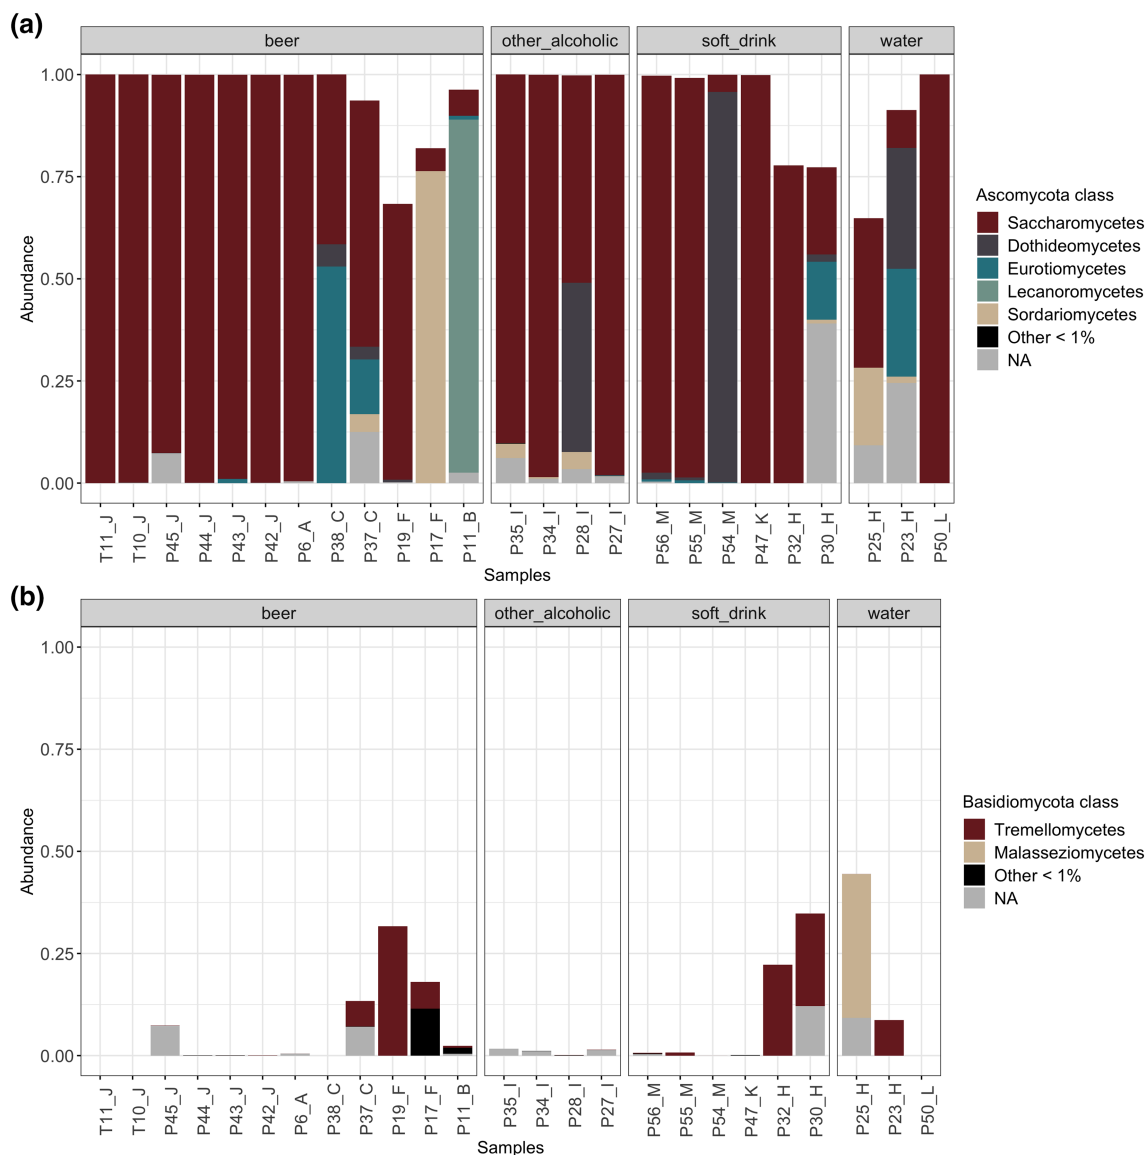 (a)
beer other_alcoholic soft_drink water
1.00
0.75
0.50
0.25
0.00
Abundance
T11_J T10_J P45_J P44_J P43_J P42_J P6_A P38_C P37_C P19_F P17_F P11_B P35_I P34_I P28_I P27_I P56_M P55_M P54_M P47_K P32_H P30_H P25_H P23_H P50_L
Samples
Ascomycota class
Saccharomycetes
Dothideomycetes
Eurotiomycetes
Lecanoromycetes
Sordariomycetes
Other < 1%
NA
(b)
beer other_alcoholic soft_drink water
1.00
0.75
0.50
0.25
0.00
Abundance
T11_J T10_J P45_J P44_J P43_J P42_J P6_A P38_C P37_C P19_F P17_F P11_B P35_I P34_I P28_I P27_I P56_M P55_M P54_M P47_K P32_H P30_H P25_H P23_H P50_L
Samples
Basidiomycota class
Tremellomycetes
Malasseziomycetes
Other < 1%
NA